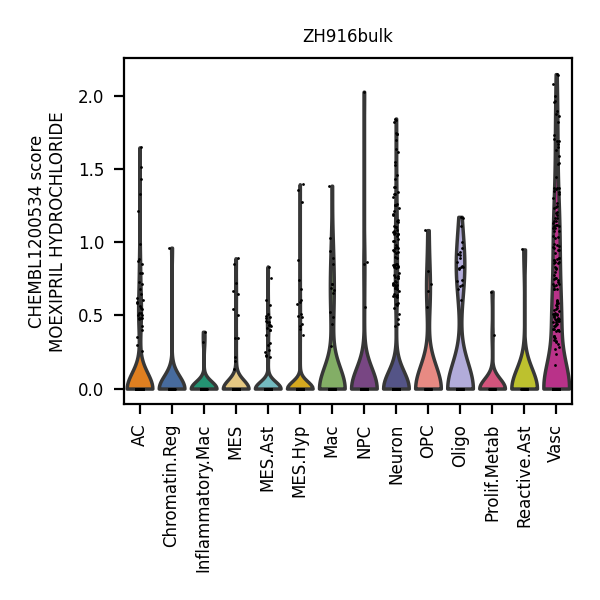 ZH916bulk
CHEMBL1200534 score
MOEXIPRIL HYDROCHLORIDE
2.0
1.5
1.0
0.5
0.0
AC
Chromatin.Reg
Inflammatory.Mac
MES
MES.Ast
MES.Hyp
Mac
NPC
Neuron
OPC
Oligo
Prolif.Metab
Reactive.Ast
Vasc